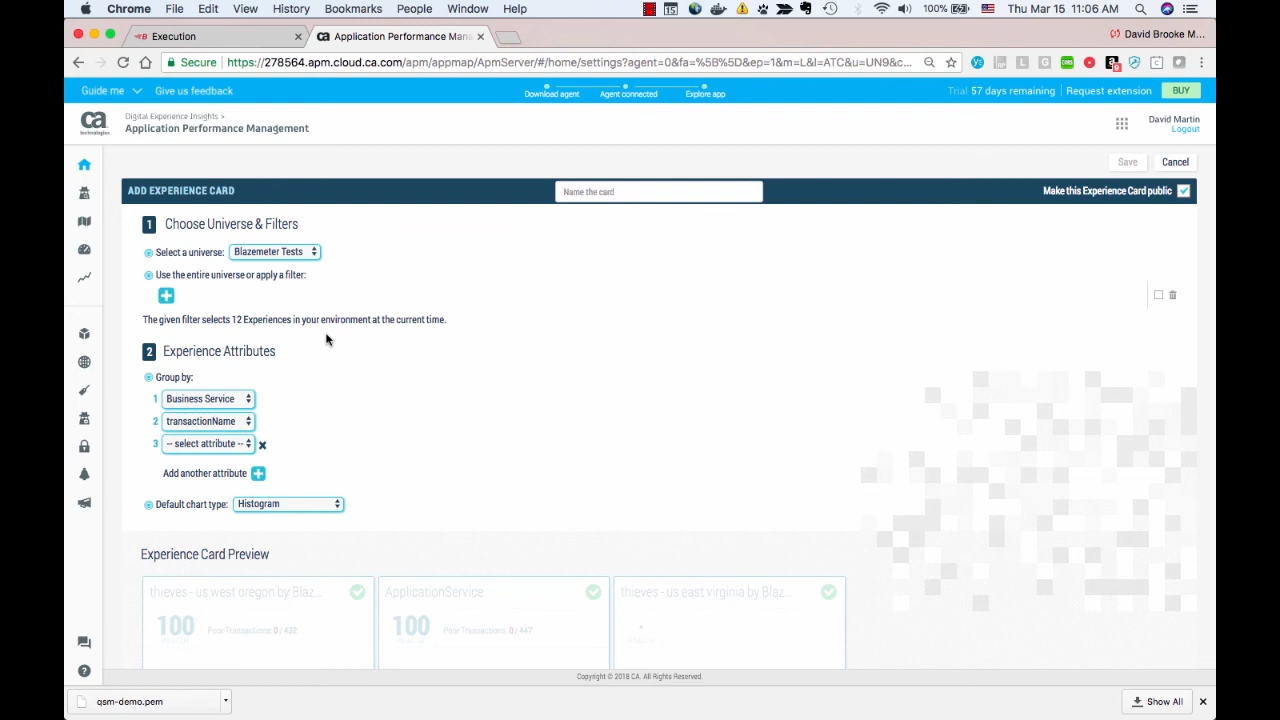 Chrome File Edit View History Bookmarks People Window Help
15 100% Thu Mar 15 11:06 AM
Execution
Application Performance Man
David Brooke M...
Secure https://278564.apm.cloud.ca.com/apm/appmap/ApmServer/#/home/settings?agent=0&fa=%5B%5D&ep=1&m=L&l=ATC&u=UN9&c...
Guide me Give us feedback Download agent Agent connected Explore app Trial 57 days remaining Request extension BUY
ca technologies
Digital Experience Insights >
Application Performance Management
David Martin
Logout
Save Cancel
ADD EXPERIENCE CARD Name the card Make this Experience Card public
1 Choose Universe & Filters
Select a universe: Blazemeter Tests
Use the entire universe or apply a filter:
The given filter selects 12 Experiences in your environment at the current time.
2 Experience Attributes
Group by:
1 Business Service
2 transactionName
3 -- select attribute --
Add another attribute
Default chart type: Histogram
Experience Card Preview
thieves - us west oregon by Blaz... ApplicationService thieves - us east virginia by Blaz...
100 Poor Transactions: 0 / 432 100 Poor Transactions: 0 / 447
Copyright © 2018 CA. All Rights Reserved.
qsm-demo.pem Show All